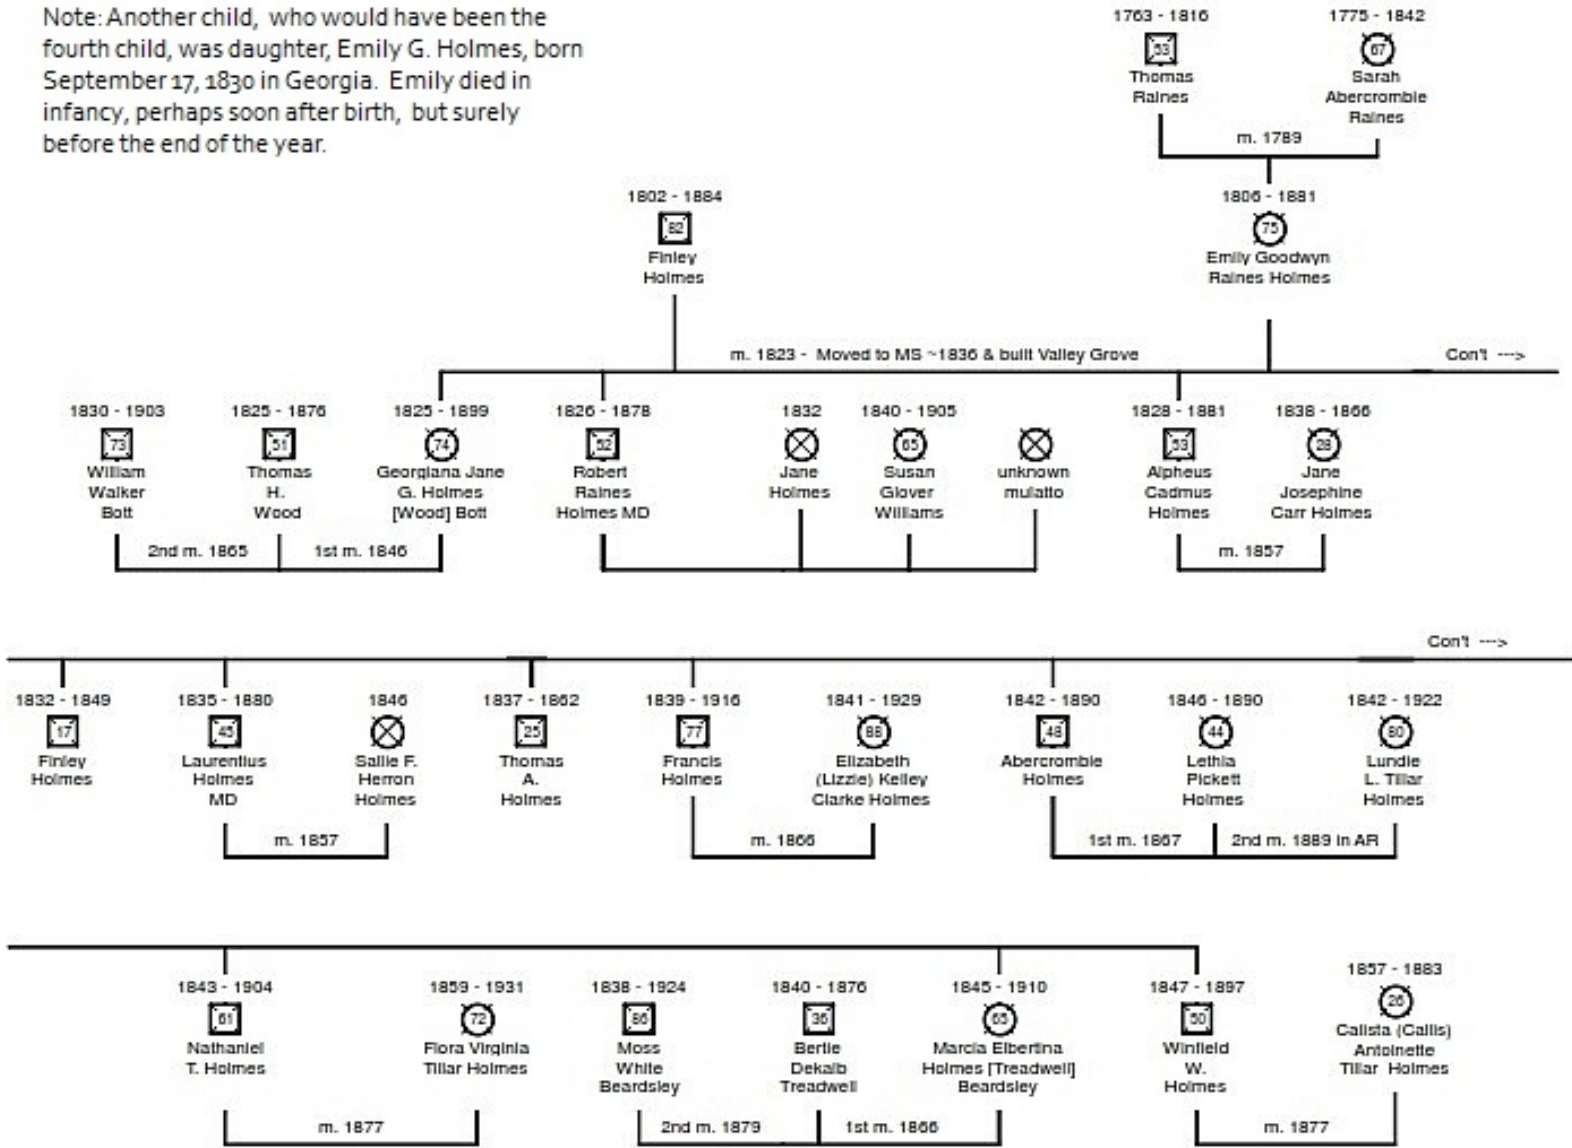 Note: Another child, who would have been the
fourth child, was daughter, Emily G. Holmes, born
September 17, 1830 in Georgia. Emily died in
infancy, perhaps soon after birth, but surely
before the end of the year.
1763 - 1816
53
Thomas
Raines
1775 - 1842
67
Sarah
Abercrombie
Raines
m. 1789
1802 - 1884
82
Finley
Holmes
1806 - 1881
75
Emily Goodwyn
Raines Holmes
m. 1823 - Moved to MS ~1836 & built Valley Grove
Con't --->
1830 - 1903
73
William
Walker
Bott
1825 - 1876
51
Thomas
H.
Wood
1825 - 1899
74
Georgiana Jane
G. Holmes
[Wood] Bott
2nd m. 1865
1st m. 1846
1826 - 1878
52
Robert
Raines
Holmes MD
1832
Jane
Holmes
1840 - 1905
65
Susan
Glover
Williams
unknown
mulatto
1828 - 1881
53
Alpheus
Cadmus
Holmes
1838 - 1866
28
Jane
Josephine
Carr Holmes
m. 1857
Con't --->
1832 - 1849
17
Finley
Holmes
1835 - 1880
45
Laurentius
Holmes
MD
1846
Sallie F.
Herron
Holmes
m. 1857
1837 - 1862
25
Thomas
A.
Holmes
1839 - 1916
77
Francis
Holmes
1841 - 1929
88
Elizabeth
(Lizzie) Kelley
Clarke Holmes
m. 1866
1842 - 1890
48
Abercrombie
Holmes
1846 - 1890
44
Lethia
Pickett
Holmes
1842 - 1922
80
Lundie
L. Tillar
Holmes
1st m. 1867
2nd m. 1889 in AR
1843 - 1904
61
Nathaniel
T. Holmes
1859 - 1931
72
Flora Virginia
Tillar Holmes
m. 1877
1838 - 1924
86
Moss
White
Beardsley
1840 - 1876
36
Bertie
Dekalb
Treadwell
1845 - 1910
65
Marcia Elbertina
Holmes [Treadwell]
Beardsley
2nd m. 1879
1st m. 1866
1847 - 1897
50
Winfield
W.
Holmes
1857 - 1883
26
Calista (Callis)
Antoinette
Tillar Holmes
m. 1877